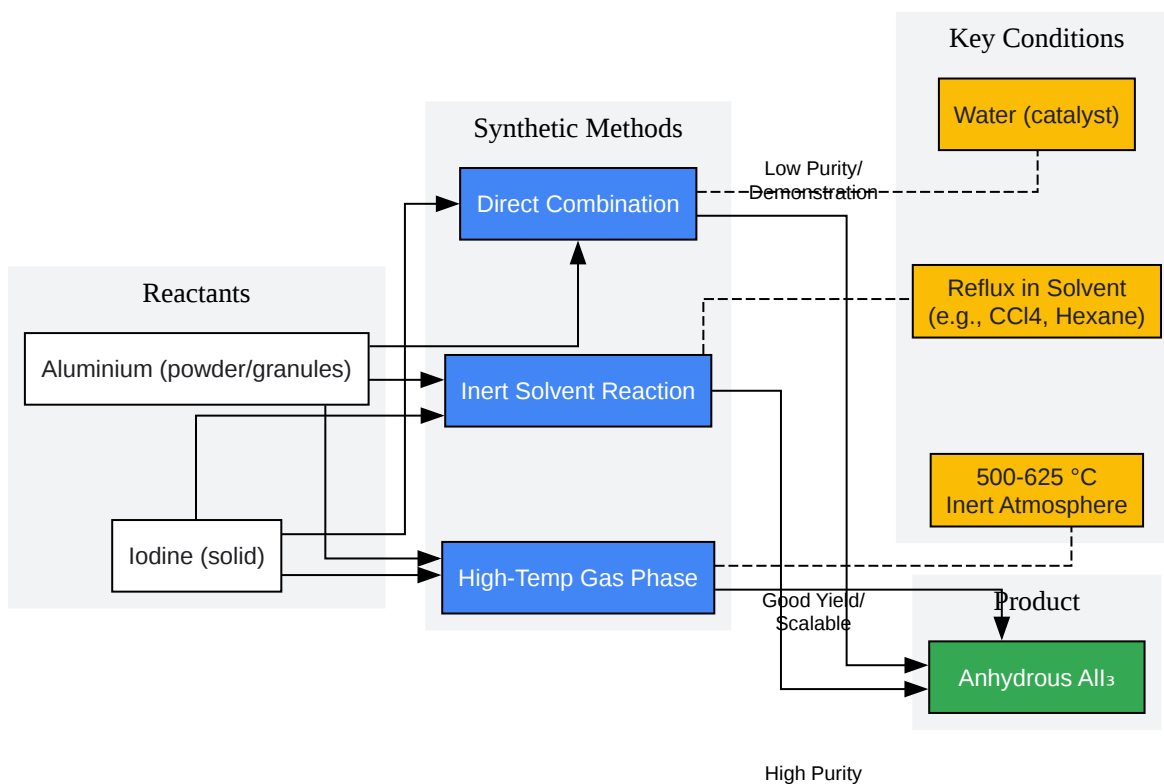 Key Conditions
Water (catalyst)
Synthetic Methods
Low Purity/
Demonstration
Direct Combination
Reactants
Reflux in Solvent
(e.g., CCl4, Hexane)
Aluminium (powder/granules)
Inert Solvent Reaction
500-625 °C
Inert Atmosphere
Iodine (solid)
High-Temp Gas Phase
Good Yield/
Scalable
Product
Anhydrous AlI₃
High Purity